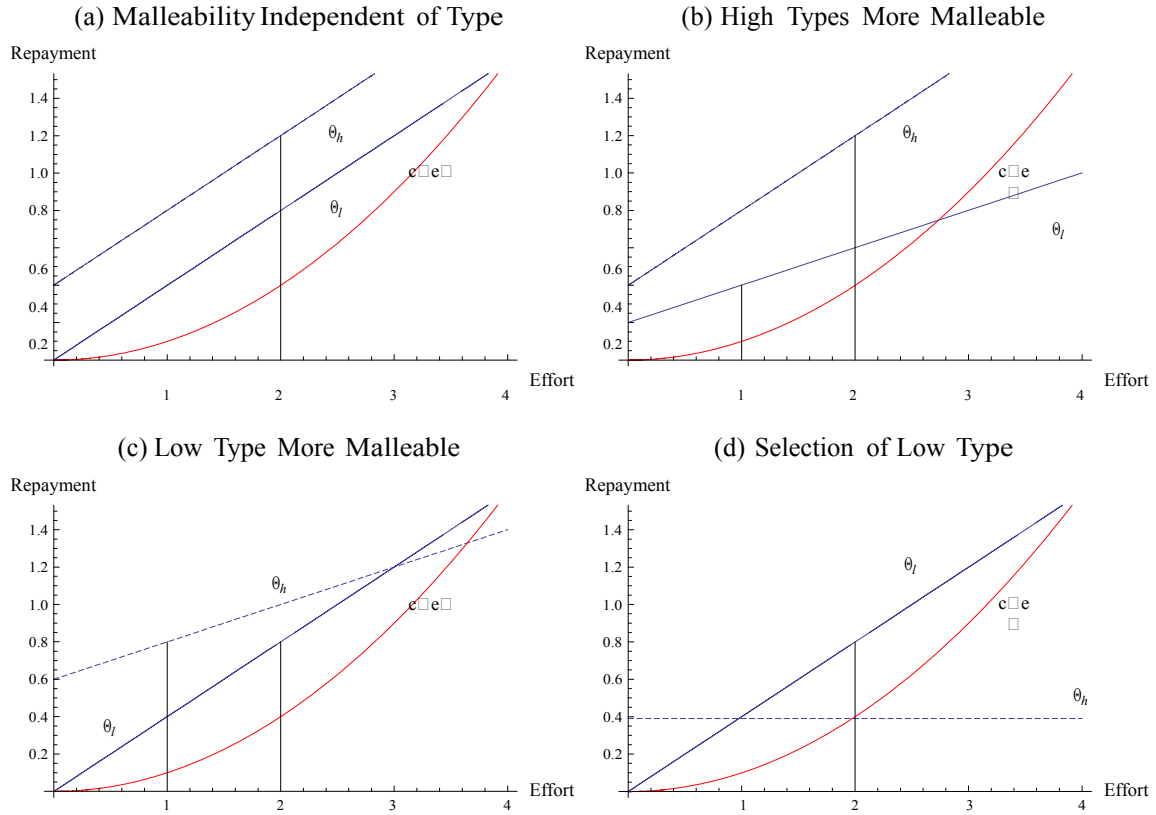 (a) Malleability Independent of Type
Repayment
1.4
1.2
1.0
0.8
0.6
0.4
0.2
θh
θl
c□e□
Effort
1 2 3 4
(b) High Types More Malleable
Repayment
1.4
1.2
1.0
0.8
0.6
0.4
0.2
θh
c□e
□
θl
Effort
1 2 3 4
(c) Low Type More Malleable
Repayment
1.4
1.2
1.0
0.8
0.6
0.4
0.2
θh
c□e□
θl
Effort
1 2 3 4
(d) Selection of Low Type
Repayment
1.4
1.2
1.0
0.8
0.6
0.4
0.2
θl
c□e
□
θh
Effort
1 2 3 4